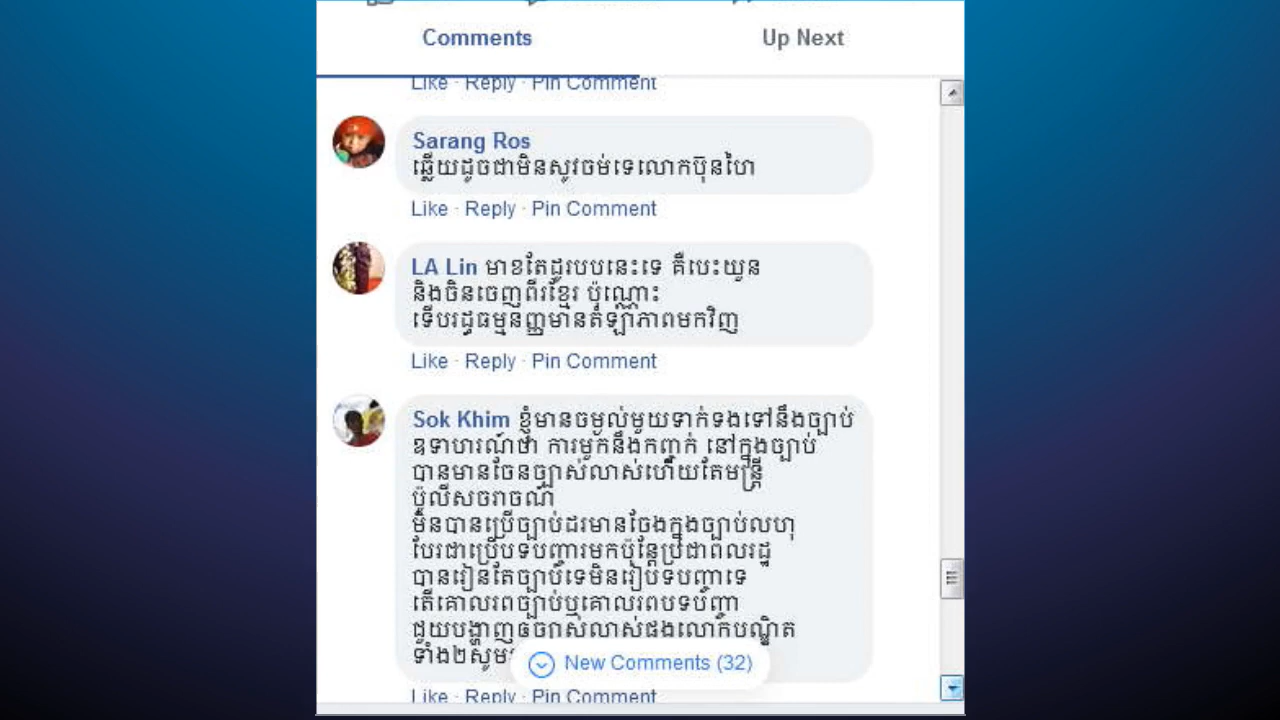 Comments
Up Next
Like · Reply · Pin Comment
Sarang Ros
ឆ្លើយដូចជាមិនសូវចម់ទេលោកប៊ុនហៃ
Like · Reply · Pin Comment
LA Lin មានតែដូរបបនេះទេ គឺបេះយួន
និងចិនចេញពីរខ្មែរ ប៉ុណ្ណោះ
ទើបរដ្ធធម្មនញ្ញមានតំឡាភាពមកវិញ
Like · Reply · Pin Comment
Sok Khim ខ្ញុំមានចម្ងល់មួយទាក់ទងទៅនឹងច្បាប់
ឧទាហារណ៍ថា ការមួកនឹងកញ្ចក់ នៅក្នុងច្បាប់
បានមានចែនច្បាស់លាស់ហើយតែមន្ត្រី
ប៉ូលីសចរាចណ៍
មិនបានប្រើច្បាប់ដរមានចែងក្នុងច្បាប់លហុ
បែរជាប្រើបទបញ្ចារមកប៉ុន្តែប្រជាពលរដ្ឋ
បានរៀនតែច្បាប់ទេមិនរៀបទបញ្ចាទេ
តើគោលរពច្បាប់ឬគោលរពបទបញ្ចា
ជួយបង្ហាញឲច្បាស់លាស់ផងលោកបណ្ឌិត
ទាំង២សូម
New Comments (32)
Like · Reply · Pin Comment